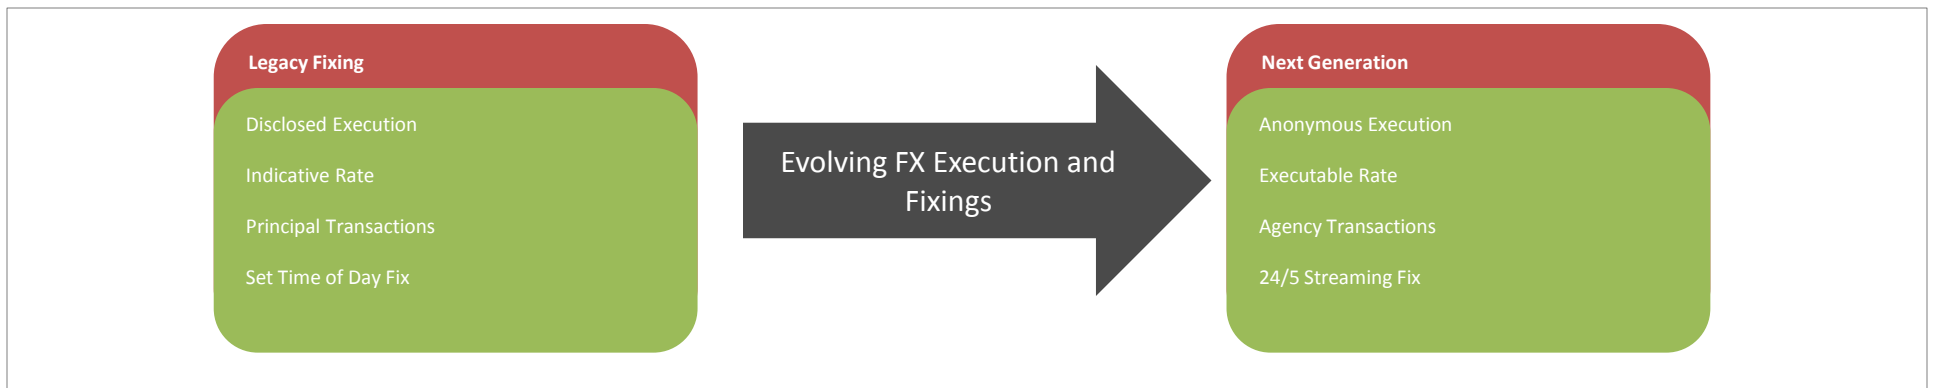 Legacy Fixing
Disclosed Execution
Indicative Rate
Principal Transactions
Set Time of Day Fix
Evolving FX Execution and
Fixings
Next Generation
Anonymous Execution
Executable Rate
Agency Transactions
24/5 Streaming Fix